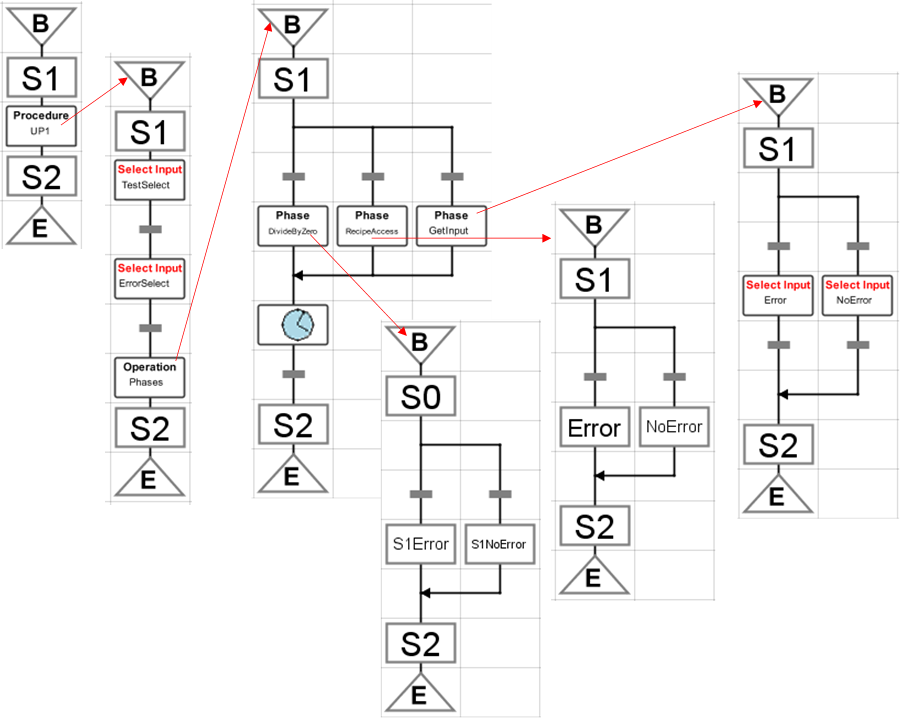 B
S1
Procedure
UP1
S2
E
B
S1
Select Input
TestSelect
Select Input
ErrorSelect
Operation
Phases
S2
E
B
S1
Phase
DivideByZero
Phase
RecipeAccess
Phase
GetInput
S2
E
B
S0
S1Error
S1NoError
S2
E
B
S1
Error
NoError
S2
E
B
S1
Select Input
Error
Select Input
NoError
S2
E